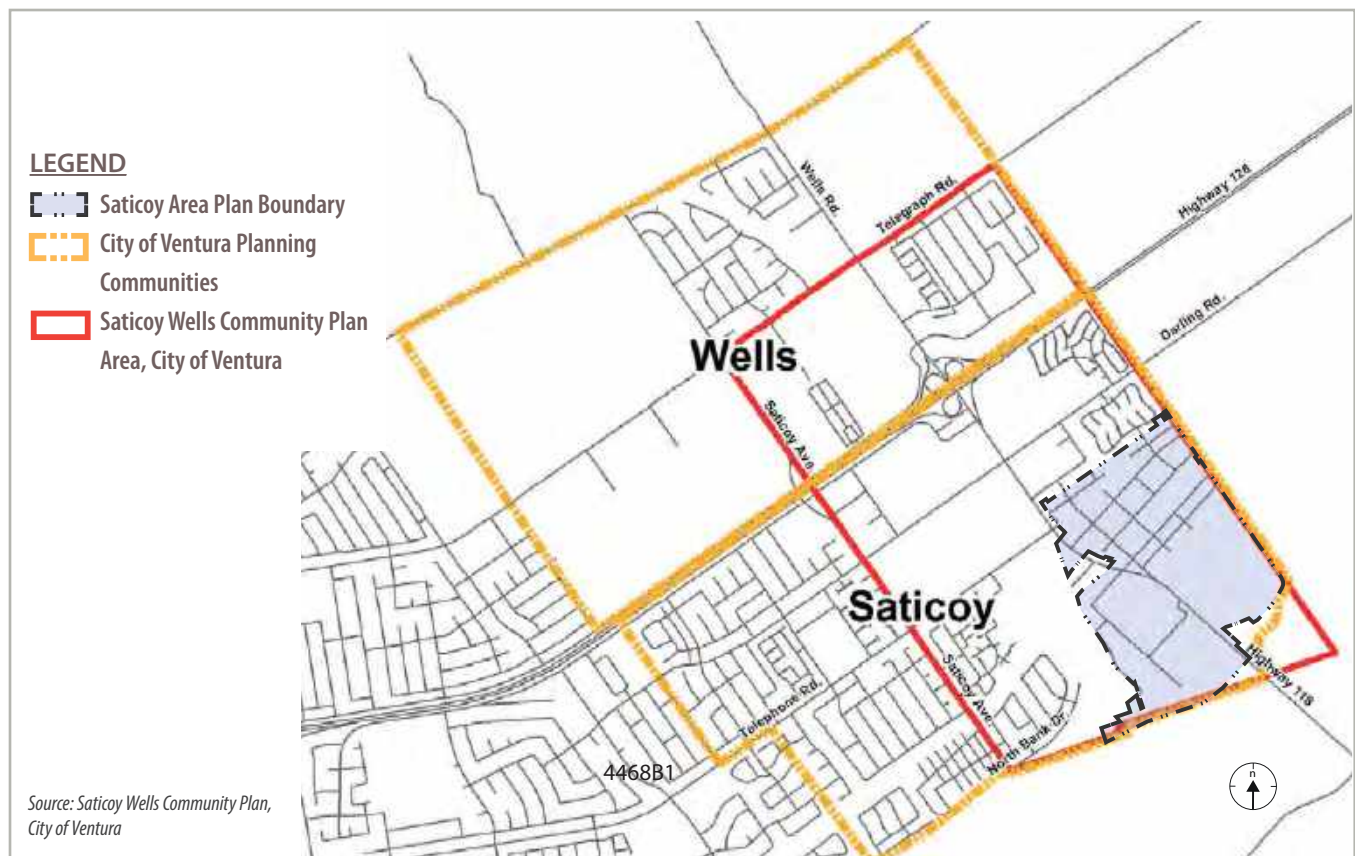 LEGEND
Saticoy Area Plan Boundary
City of Ventura Planning
Communities
Saticoy Wells Community Plan
Area, City of Ventura
Wells Rd.
Telegraph Rd.
Highway 126
Darling Rd.
Wells
Saticoy Ave
Saticoy
Saticoy Ave.
Telephone Rd.
North Bank Dr.
Highway 118
4468B1
n
Source: Saticoy Wells Community Plan,
City of Ventura